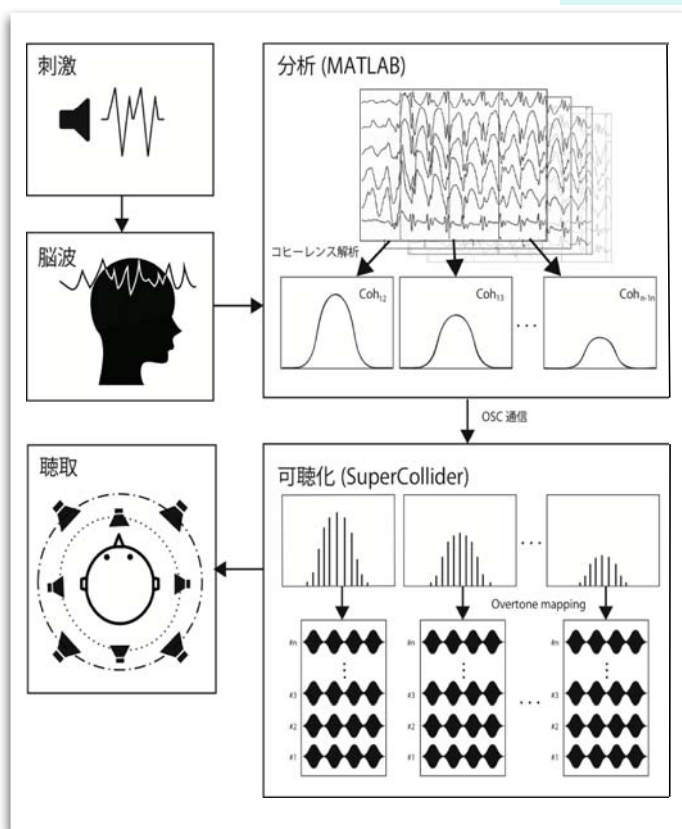 刺激
脳波
分析 (MATLAB)
コヒーレンス解析
Coh12
Coh13
...
Cohn-1n
OSC 通信
可聴化 (SuperCollider)
...
Overtone mapping
#n
#3
#2
#1
#n
#3
#2
#1
...
#n
#3
#2
#1
聴取